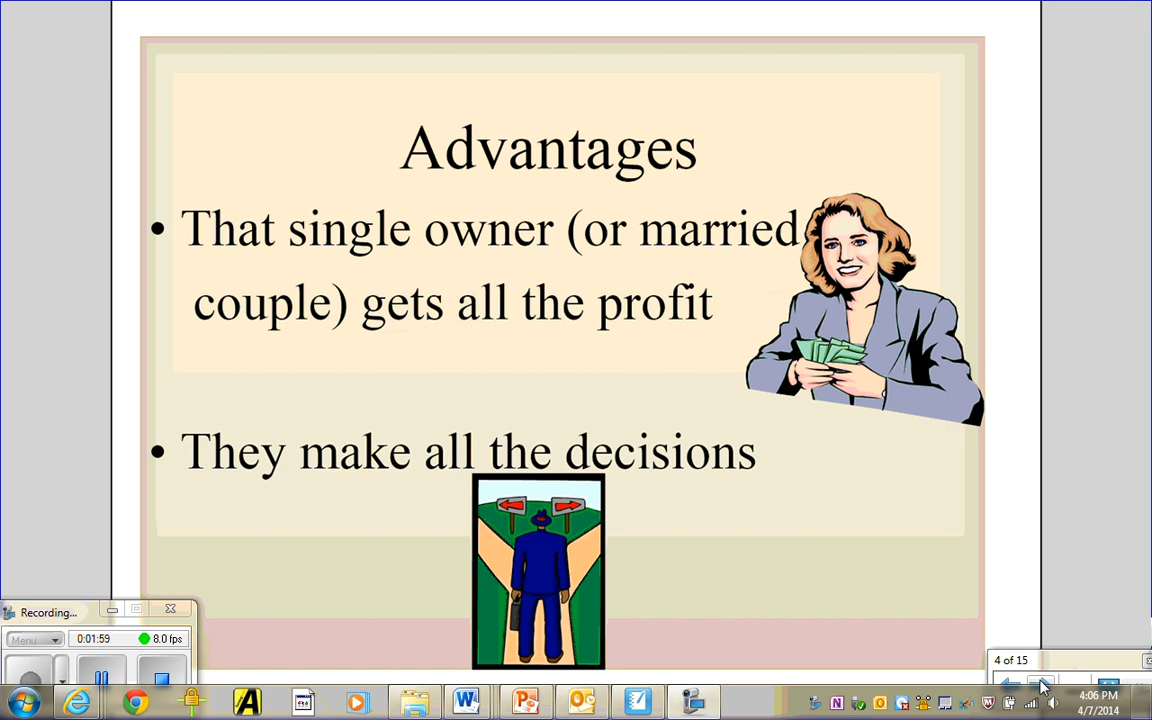 Advantages
• That single owner (or married
couple) gets all the profit
• They make all the decisions
Recording...
Menu
0:01:59
8.0 fps
4 of 15
4:06 PM
4/7/2014